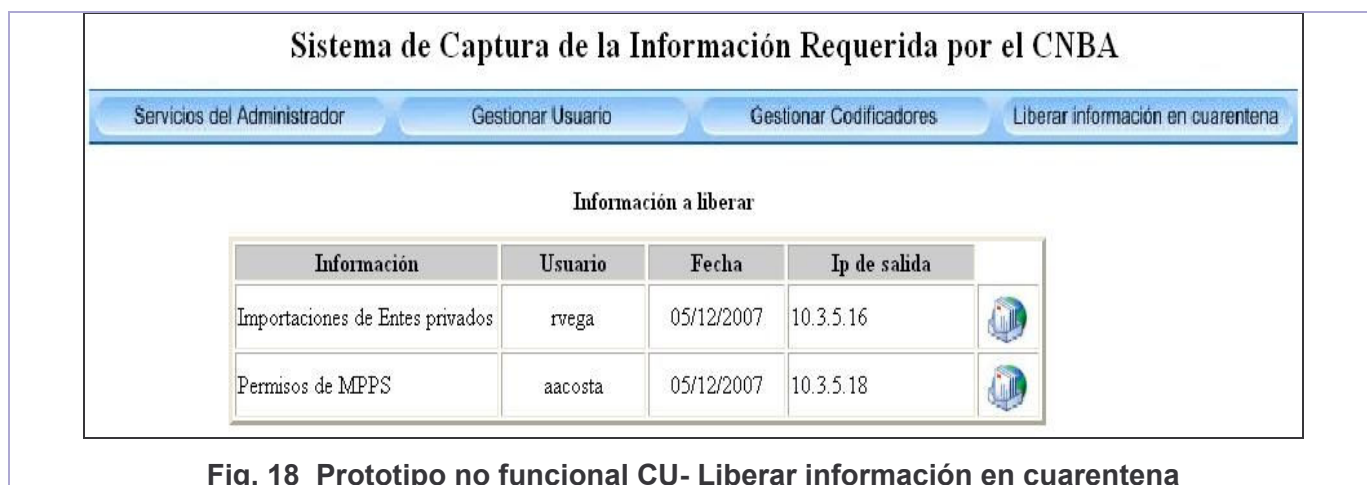 Sistema de Captura de la Información Requerida por el CNBA
Servicios del Administrador Gestionar Usuario Gestionar Codificadores Liberar información en cuarentena
Información a liberar
Información Usuario Fecha Ip de salida
Importaciones de Entes privados rvega 05/12/2007 10.3.5.16
Permisos de MPPS aacosta 05/12/2007 10.3.5.18
Fig. 18 Prototipo no funcional CU- Liberar información en cuarentena